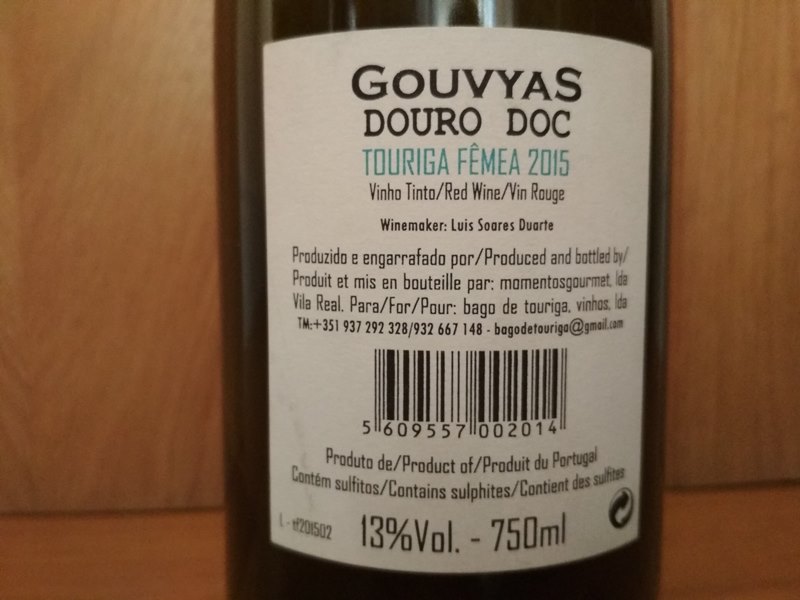 GOUVYAS
DOURO DOC
TOURIGA FÊMEA 2015
Vinho Tinto/Red Wine/Vin Rouge
Winemaker: Luis Soares Duarte
Produzido e engarrafado por/Produced and bottled by/
Produit et mis en bouteille par: momentosgourmet, lda
Vila Real. Para/For/Pour: bago de touriga, vinhos, lda
TM:+351 937 292 328/932 667 148 - bagodetouriga@gmail.com
5 609557 002014
Produto de/Product of/Produit du Portugal
Contém sulfitos/Contains sulphites/Contient des sulfites
L - tf201502
13%Vol. - 750ml